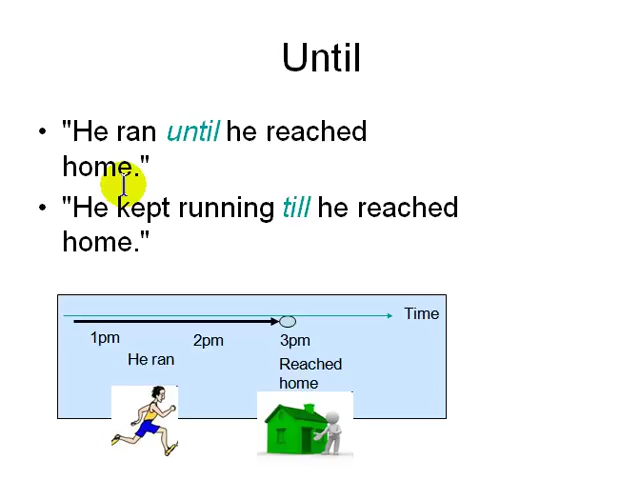 Until
• "He ran until he reached
home."
• "He kept running till he reached
home."
Time
1pm 2pm 3pm
He ran
Reached
home